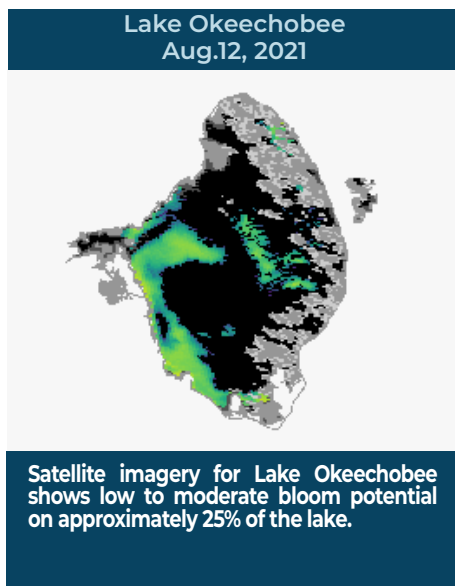 Lake Okeechobee
Aug.12, 2021
Satellite imagery for Lake Okeechobee
shows low to moderate bloom potential
on approximately 25% of the lake.